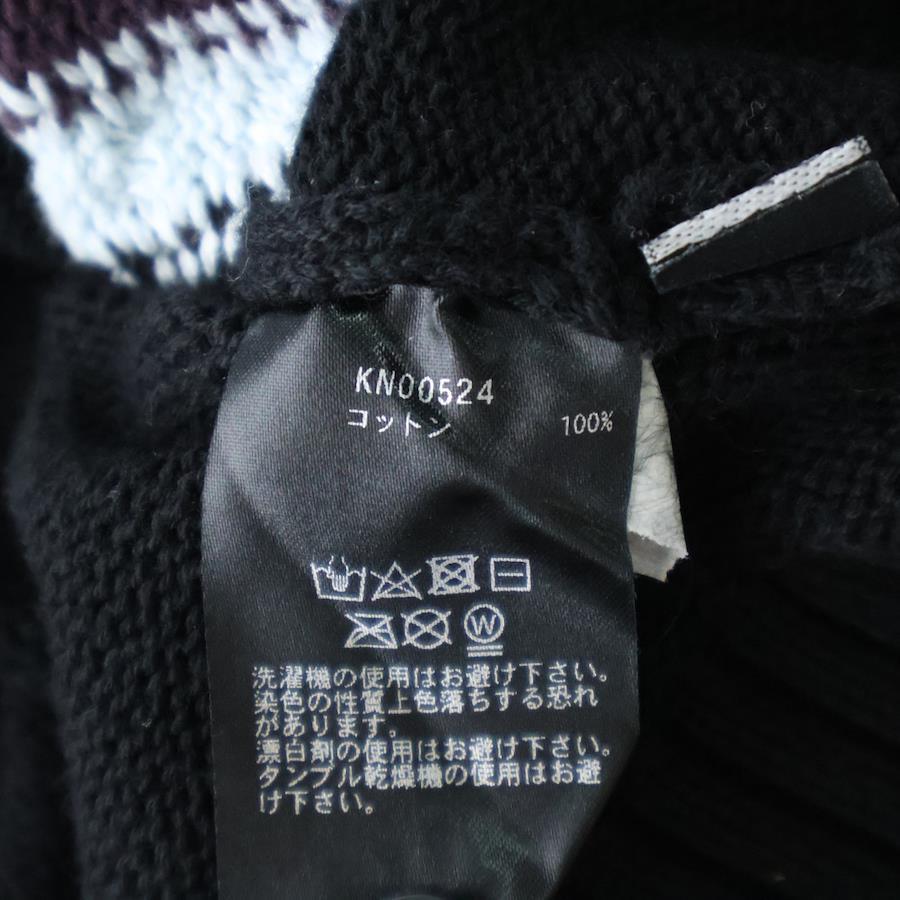 KN00524
コットン 100%
W
洗濯機の使用はお避け下さい。
染色の性質上色落ちする恐れ
があります。
漂白剤の使用はお避け下さい。
タンブル乾燥機の使用はお避
け下さい。